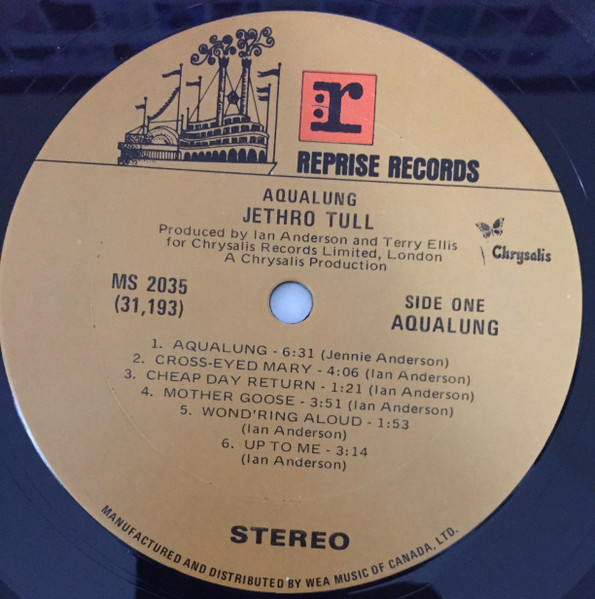 r
REPRISE RECORDS
AQUALUNG
JETHRO TULL
Produced by Ian Anderson and Terry Ellis
for Chrysalis Records Limited, London
A Chrysalis Production
Chrysalis
MS 2035
(31,193)
SIDE ONE
AQUALUNG
1. AQUALUNG - 6:31 (Jennie Anderson)
2. CROSS-EYED MARY - 4:06 (Ian Anderson)
3. CHEAP DAY RETURN - 1:21 (Ian Anderson)
4. MOTHER GOOSE - 3:51 (Ian Anderson)
5. WOND'RING ALOUD - 1:53
(Ian Anderson)
6. UP TO ME - 3:14
(Ian Anderson)
STEREO
MANUFACTURED AND DISTRIBUTED BY WEA MUSIC OF CANADA, LTD.